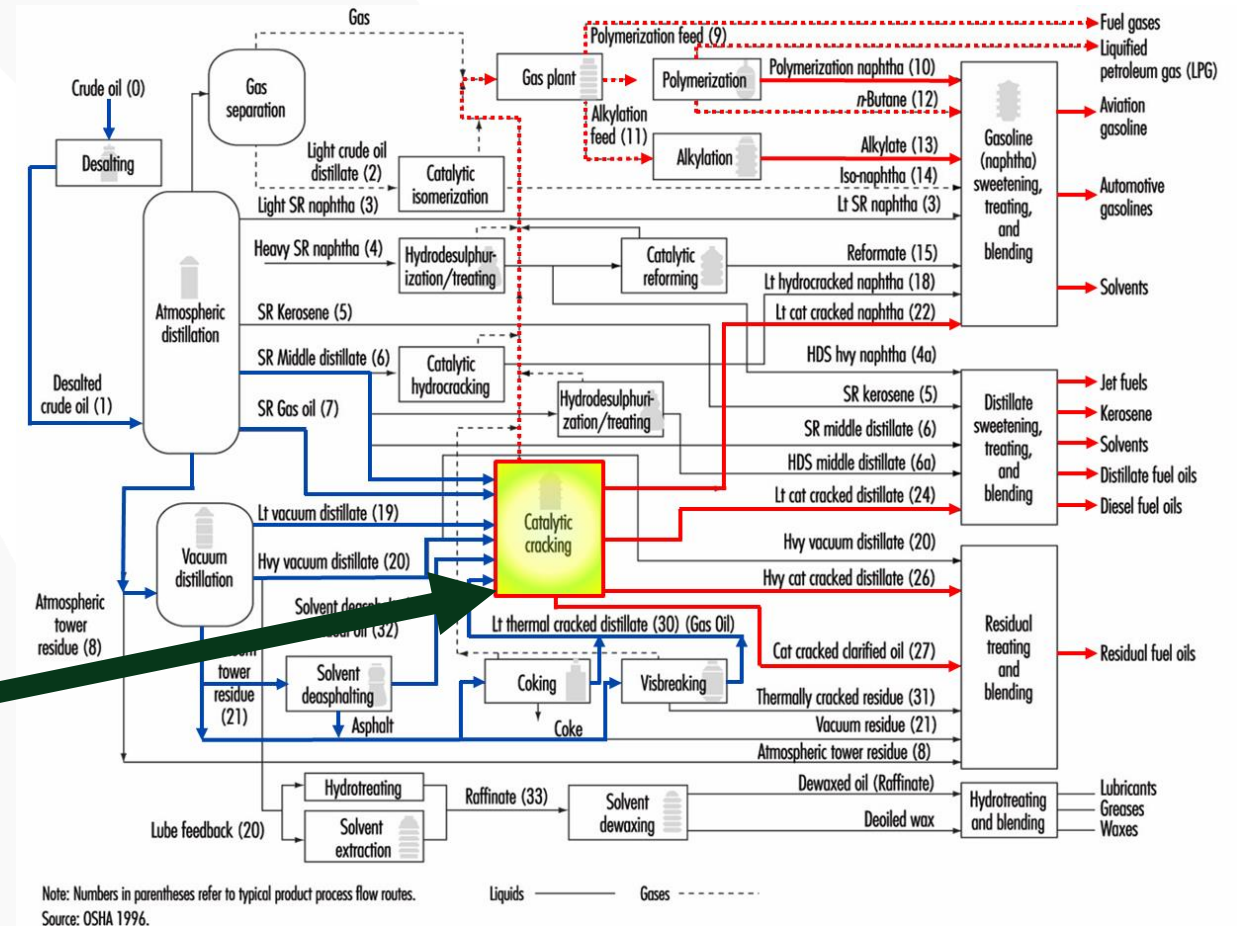 Gas
Fuel gases
Polymerization feed (9)
Liquified
petroleum gas (LPG)
Crude oil (0)
Gas
separation
Gas plant
Polymerization
Polymerization naphtha (10)
n-Butane (12)
Aviation
gasoline
Desalting
Alkylation
feed (11)
Alkylation
Alkylate (13)
Gasoline
(naphtha)
sweetening,
treating,
and
blending
Light crude oil
distillate (2)
Catalytic
isomerization
Iso-naphtha (14)
Automotive
gasolines
Light SR naphtha (3)
Lt SR naphtha (3)
Heavy SR naphtha (4)
Hydrodesulphur-
ization/treating
Catalytic
reforming
Reformate (15)
Lt hydrocracked naphtha (18)
Solvents
Atmospheric
distillation
SR Kerosene (5)
Lt cat cracked naphtha (22)
SR Middle distillate (6)
Catalytic
hydrocracking
HDS hvy naphtha (4a)
Jet fuels
Desalted
crude oil (1)
SR Gas oil (7)
Hydrodesulphuri-
zation/treating
SR kerosene (5)
Kerosene
Distillate
sweetening,
treating,
and
blending
SR middle distillate (6)
Solvents
HDS middle distillate (6a)
Distillate fuel oils
Lt cat cracked distillate (24)
Diesel fuel oils
Lt vacuum distillate (19)
Catalytic
cracking
Vacuum
distillation
Hvy vacuum distillate (20)
Hvy vacuum distillate (20)
Hvy cat cracked distillate (26)
Atmospheric
tower
residue (8)
Solvent
(32)
Lt thermal cracked distillate (30) (Gas Oil)
Residual
treating
and
blending
Cat cracked clarified oil (27)
Residual fuel oils
tower
residue
(21)
Solvent
deasphalting
Coking
Visbreaking
Thermally cracked residue (31)
Asphalt
Coke
Vacuum residue (21)
Atmospheric tower residue (8)
Hydrotreating
Raffinate (33)
Solvent
dewaxing
Dewaxed oil (Raffinate)
Hydrotreating
and blending
Lubricants
Greases
Waxes
Lube feedback (20)
Solvent
extraction
Deoiled wax
Note: Numbers in parentheses refer to typical product process flow routes.
Liquids
Gases
Source: OSHA 1996.